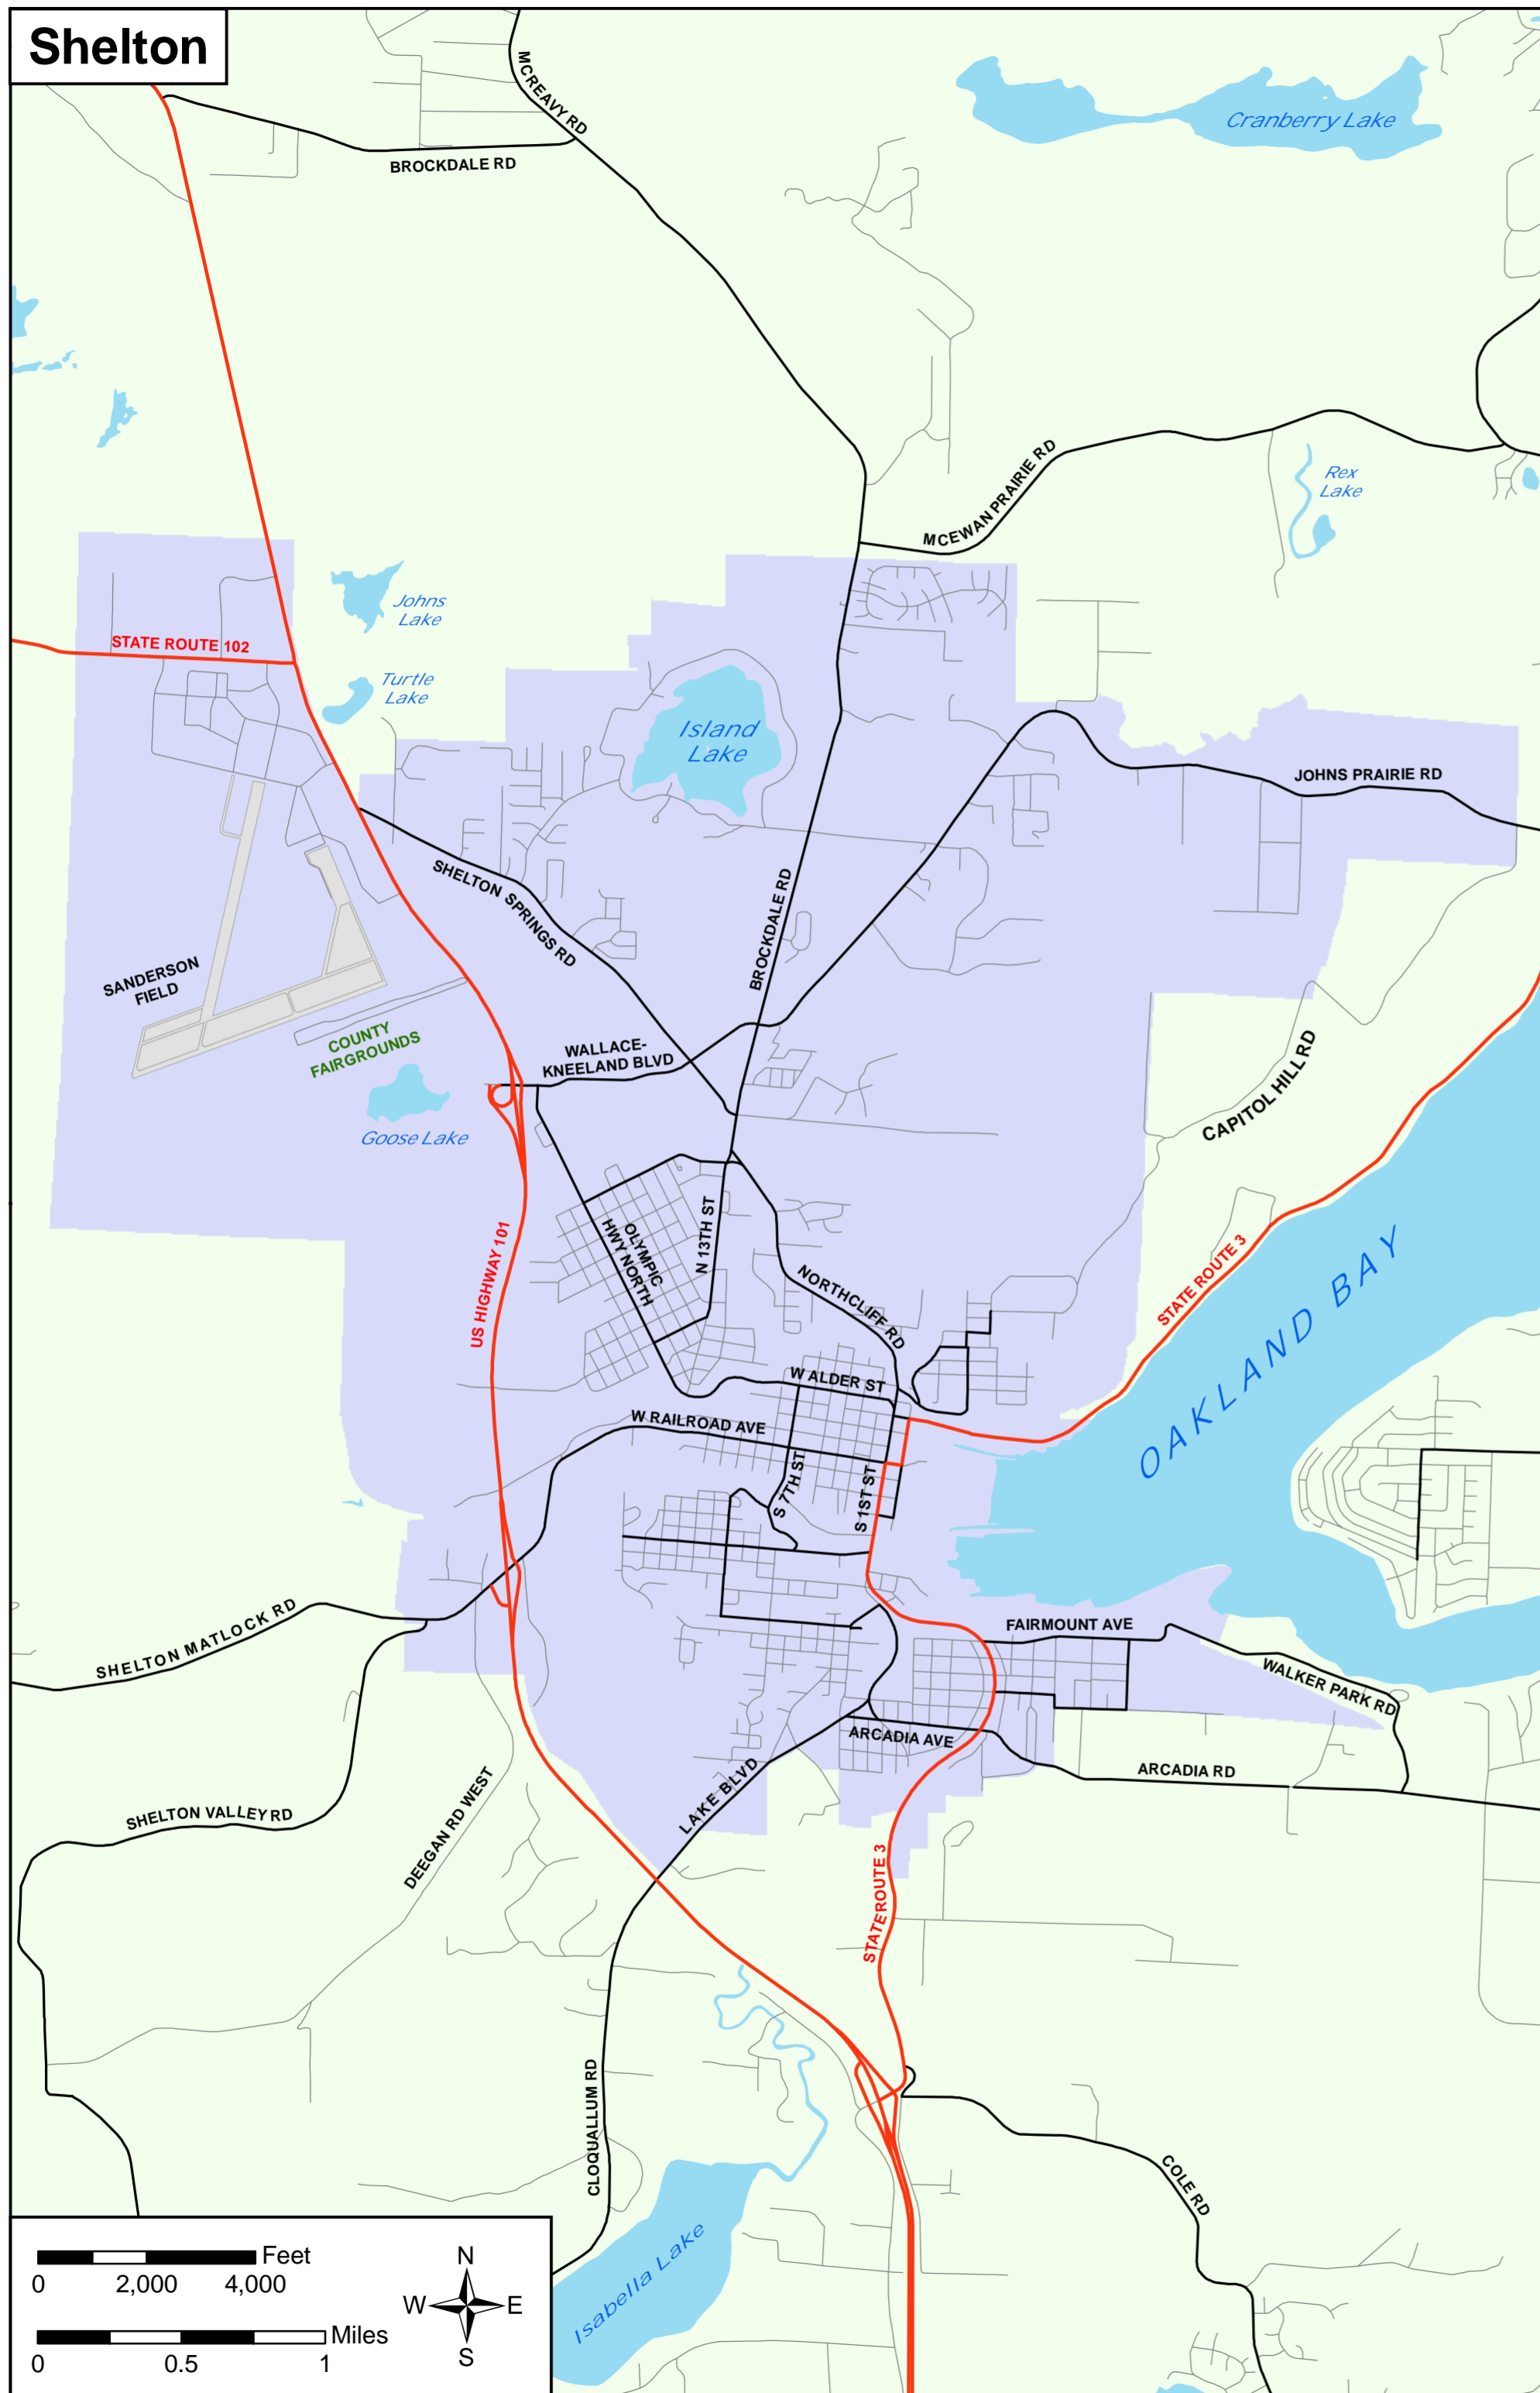 Shelton
MCREAVY RD
BROCKDALE RD
Cranberry Lake
MCEWAN PRAIRIE RD
Rex
Lake
Johns
Lake
STATE ROUTE 102
Turtle
Lake
Island
Lake
JOHNS PRAIRIE RD
SHELTON SPRINGS RD
BROCKDALE RD
SANDERSON
FIELD
COUNTY
FAIRGROUNDS
WALLACE-
KNEELAND BLVD
Goose Lake
CAPITOL HILL RD
US HIGHWAY 101
OLYMPIC
HWY NORTH
N 13TH ST
NORTHCLIFF RD
STATE ROUTE 3
OAKLAND BAY
W ALDER ST
W RAILROAD AVE
S 7TH ST
S 1ST ST
SHELTON MATLOCK RD
FAIRMOUNT AVE
WALKER PARK RD
ARCADIA AVE
ARCADIA RD
LAKE BLVD
SHELTON VALLEY RD
DEEGAN RD WEST
STATE ROUTE 3
CLOQUALLUM RD
COLE RD
Isabella Lake
Feet
0 2,000 4,000
Miles
0 0.5 1
N
W E
S